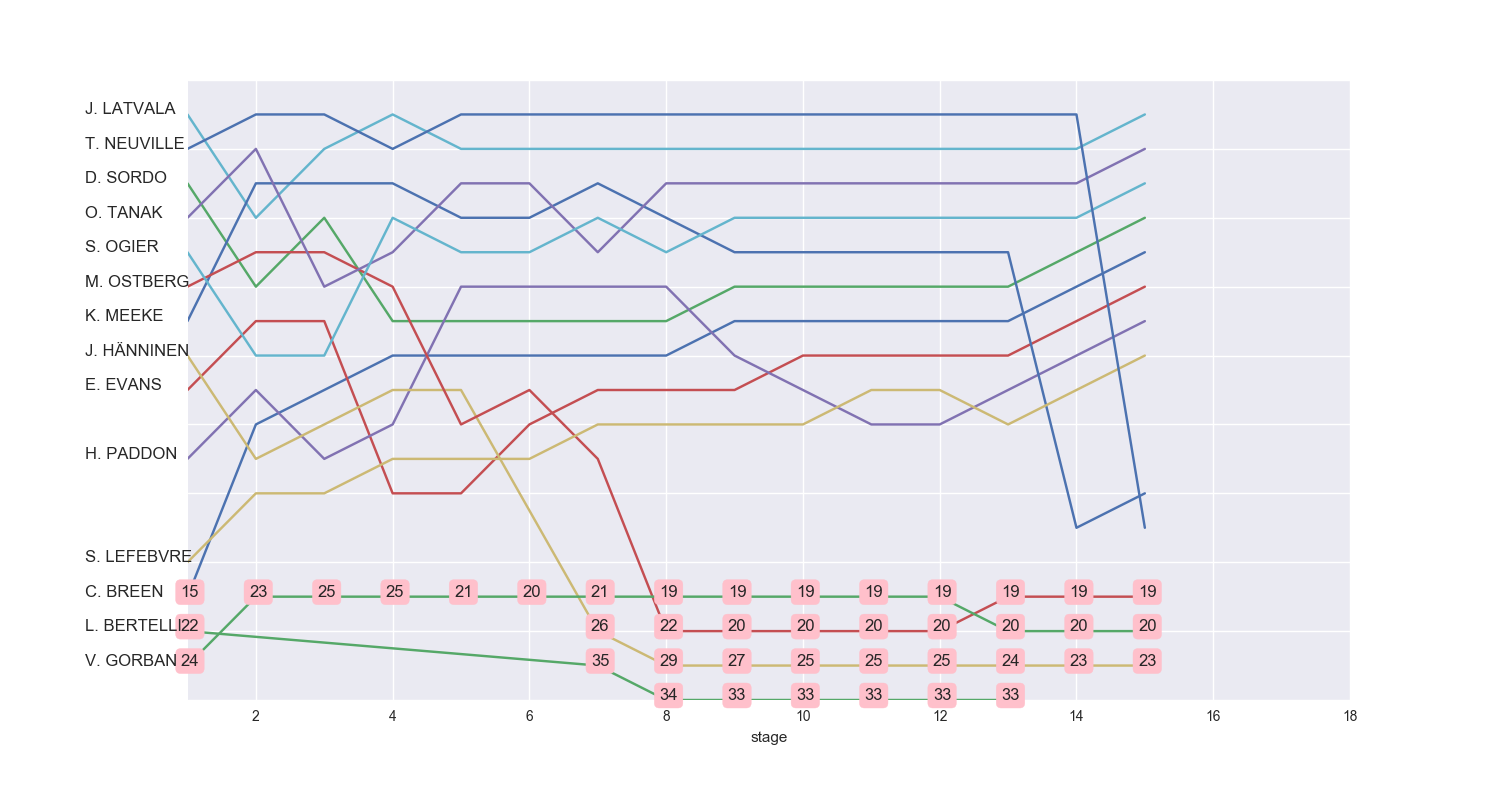 J. LATVALA
T. NEUVILLE
D. SORDO
O. TANAK
S. OGIER
M. OSTBERG
K. MEEKE
J. HÄNNINEN
E. EVANS
H. PADDON
S. LEFEBVRE
C. BREEN 15 23 25 25 21 20 21 19 19 19 19 19 19 19 19
L. BERTELLI 22 26 22 20 20 20 20 20 20 20
V. GORBAN 24 35 29 27 25 25 25 24 23 23
34 33 33 33 33 33
2 4 6 8 10 12 14 16 18
stage